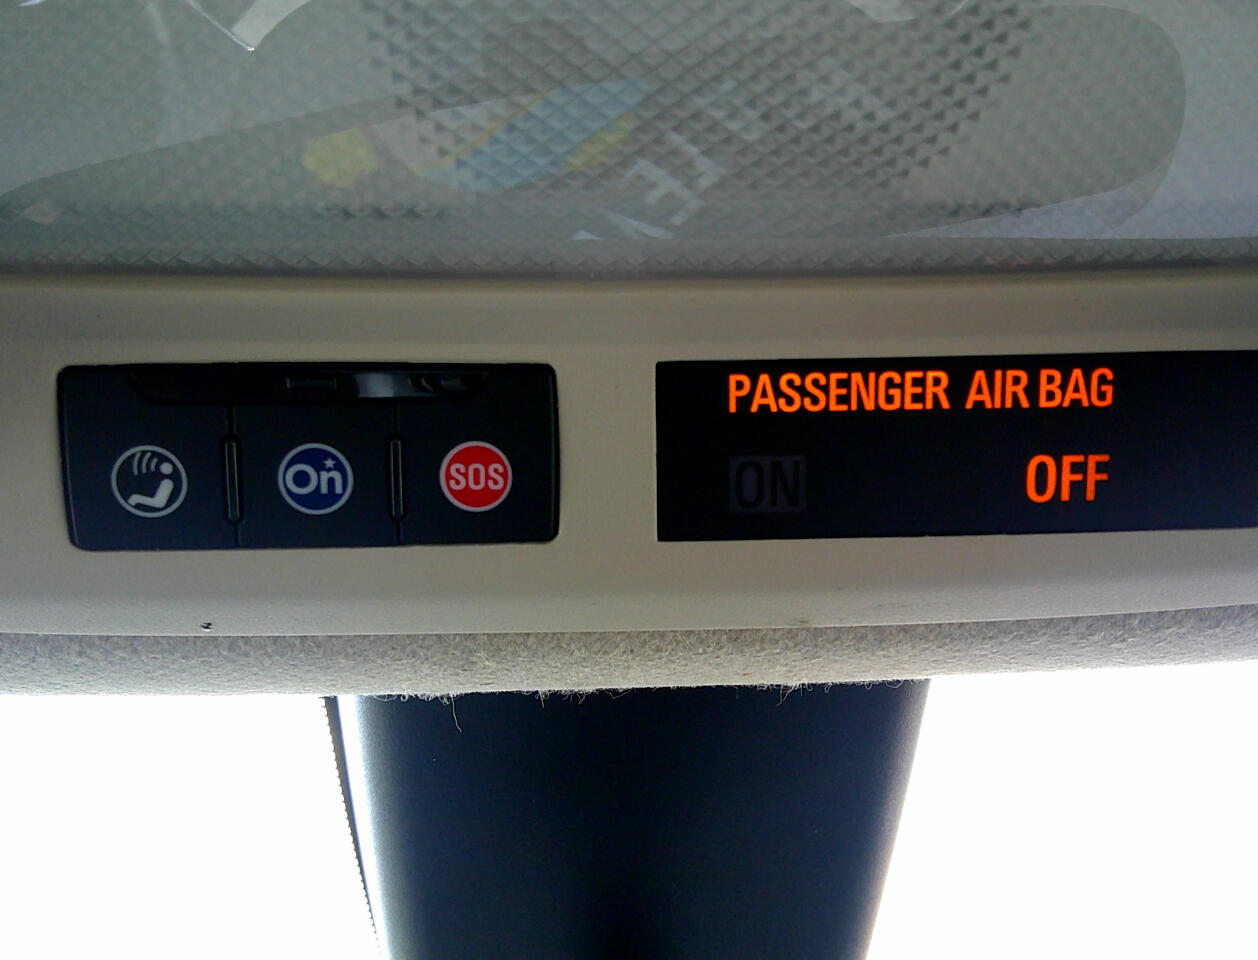 On
SOS
PASSENGER AIR BAG
ON OFF